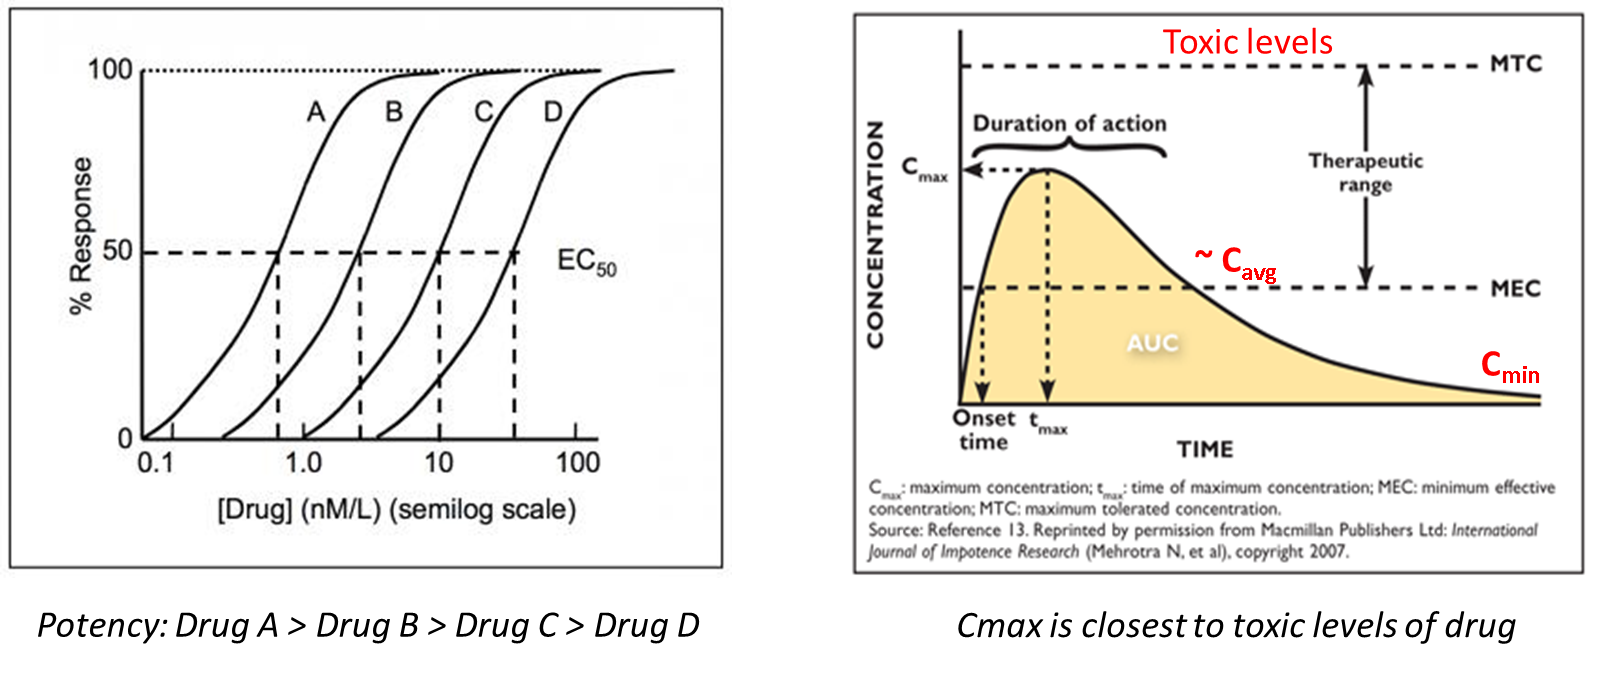 100
A
B
C
D
% Response
50
EC50
0
0.1
1.0
10
100
[Drug] (nM/L) (semilog scale)
Potency: Drug A > Drug B > Drug C > Drug D
Toxic levels
MTC
Duration of action
Cmax
Therapeutic
range
CONCENTRATION
~ Cavg
MEC
AUC
Cmin
Onset
time
tmax
TIME
Cmax: maximum concentration; tmax: time of maximum concentration; MEC: minimum effective
concentration; MTC: maximum tolerated concentration.
Source: Reference 13. Reprinted by permission from Macmillan Publishers Ltd: International
Journal of Impotence Research (Mehrotra N, et al), copyright 2007.
Cmax is closest to toxic levels of drug